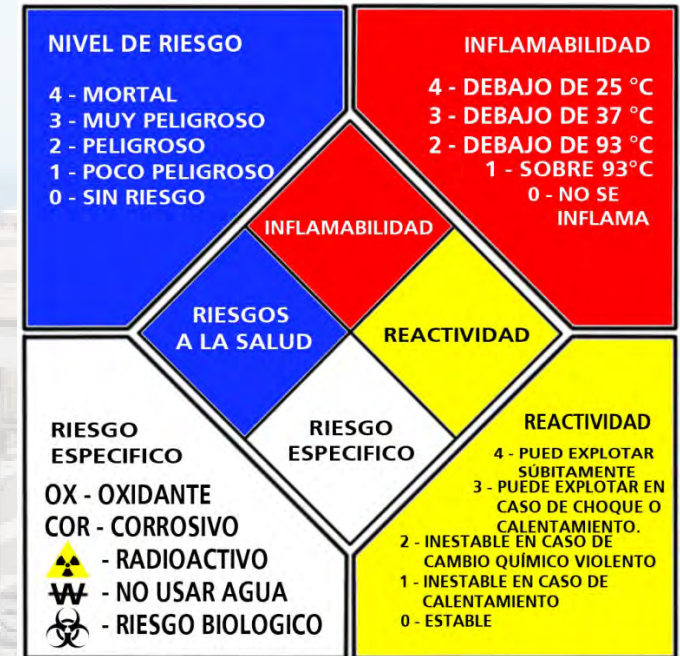 NIVEL DE RIESGO
4 - MORTAL
3 - MUY PELIGROSO
2 - PELIGROSO
1 - POCO PELIGROSO
0 - SIN RIESGO
INFLAMABILIDAD
4 - DEBAJO DE 25 °C
3 - DEBAJO DE 37 °C
2 - DEBAJO DE 93 °C
1 - SOBRE 93°C
0 - NO SE
INFLAMA
INFLAMABILIDAD
RIESGOS
A LA SALUD
REACTIVIDAD
RIESGO
ESPECIFICO
RIESGO
ESPECIFICO
OX - OXIDANTE
COR - CORROSIVO
- RADIOACTIVO
W - NO USAR AGUA
- RIESGO BIOLOGICO
REACTIVIDAD
4 - PUED EXPLOTAR
SÚBITAMENTE
3 - PUEDE EXPLOTAR EN
CASO DE CHOQUE O
CALENTAMIENTO.
2 - INESTABLE EN CASO DE
CAMBIO QUÍMICO VIOLENTO
1 - INESTABLE EN CASO DE
CALENTAMIENTO
0 - ESTABLE